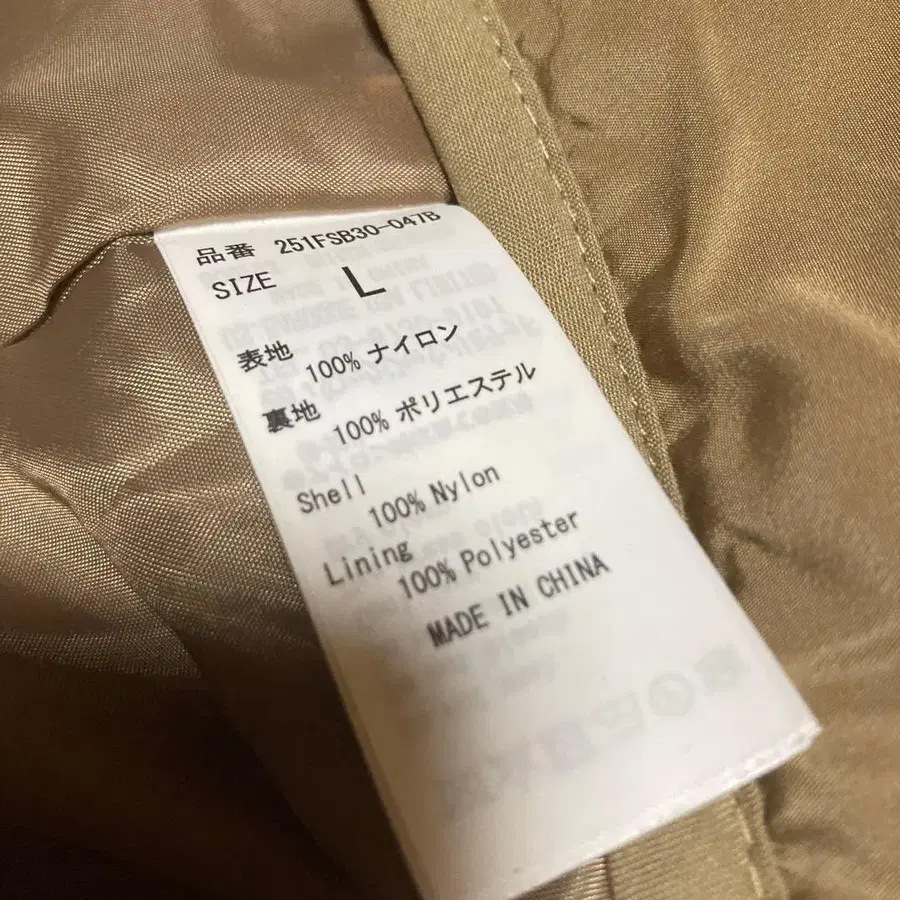 品番 251FSB30-047B
SIZE L
表地
100% ナイロン
裏地
100% ポリエステル
Shell
100% Nylon
Lining
100% Polyester
MADE IN CHINA